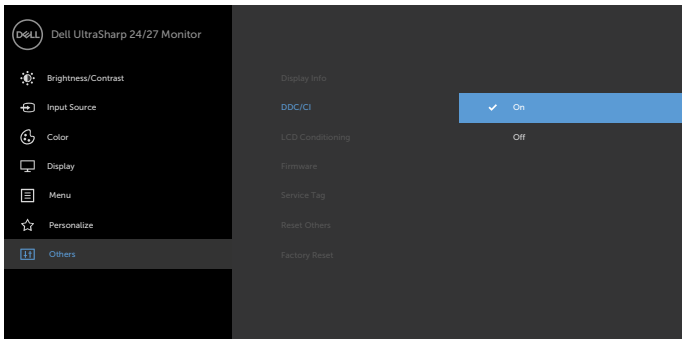 DELL Dell UltraSharp 24/27 Monitor
Brightness/Contrast
Input Source
Color
Display
Menu
Personalize
Others
Display Info
DDC/CI
LCD Conditioning
Firmware
Service Tag
Reset Others
Factory Reset
On
Off